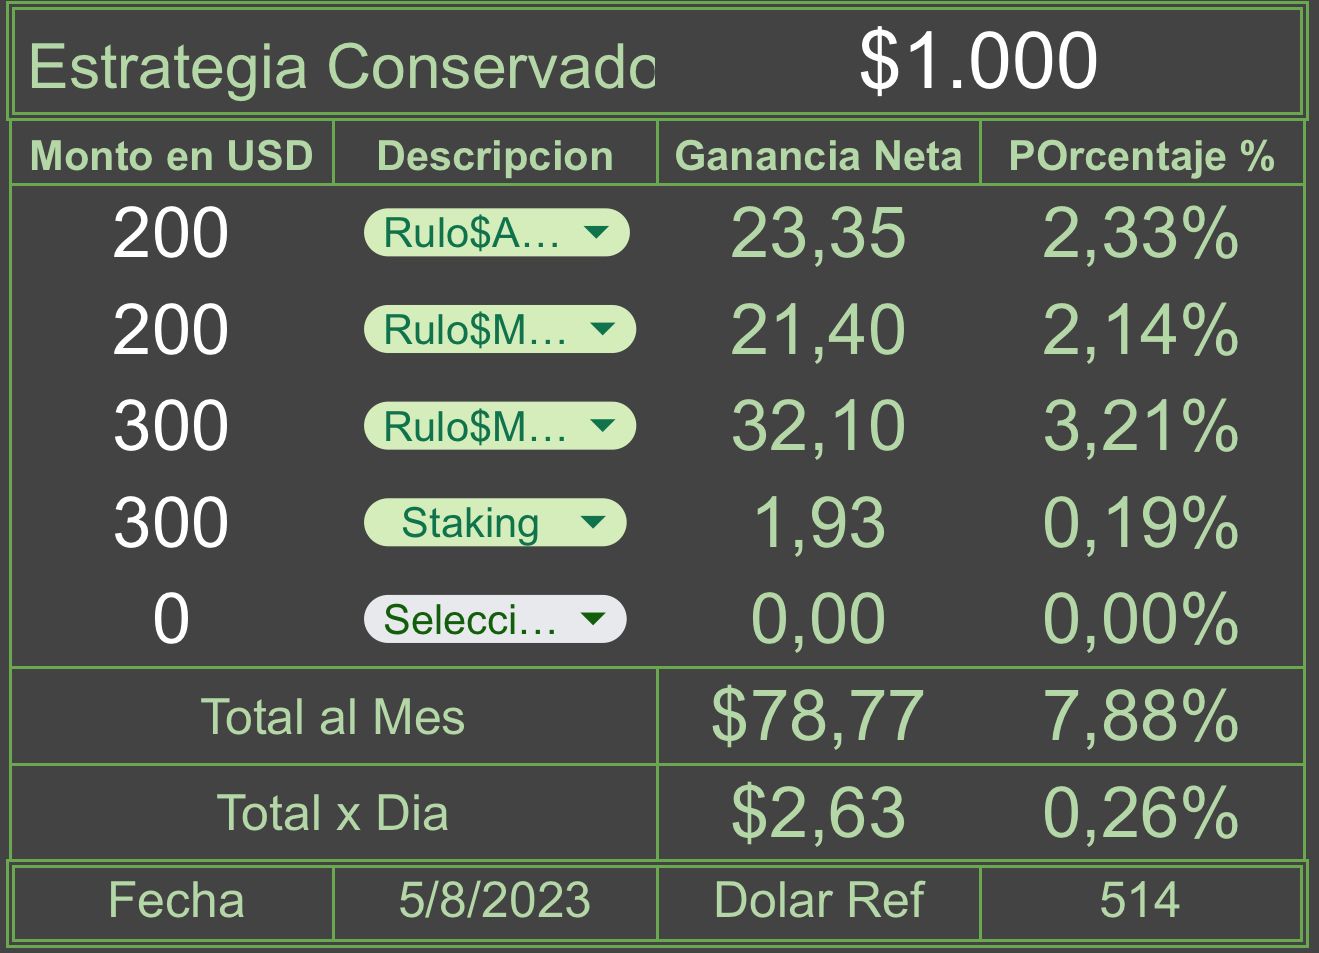 Estrategia Conservado $1.000
Monto en USD Descripcion Ganancia Neta POrcentaje %
200 Rulo$A... 23,35 2,33%
200 Rulo$M... 21,40 2,14%
300 Rulo$M... 32,10 3,21%
300 Staking 1,93 0,19%
0 Selecci... 0,00 0,00%
Total al Mes $78,77 7,88%
Total x Dia $2,63 0,26%
Fecha 5/8/2023 Dolar Ref 514